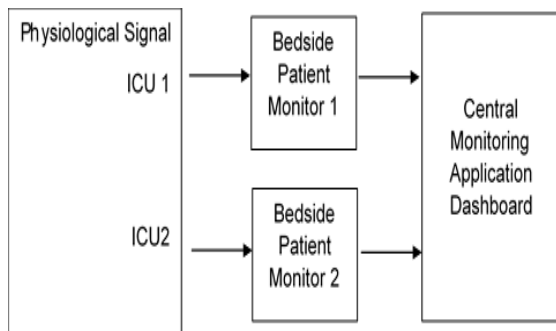 Physiological Signal
ICU 1
ICU2
Bedside
Patient
Monitor 1
Bedside
Patient
Monitor 2
Central
Monitoring
Application
Dashboard